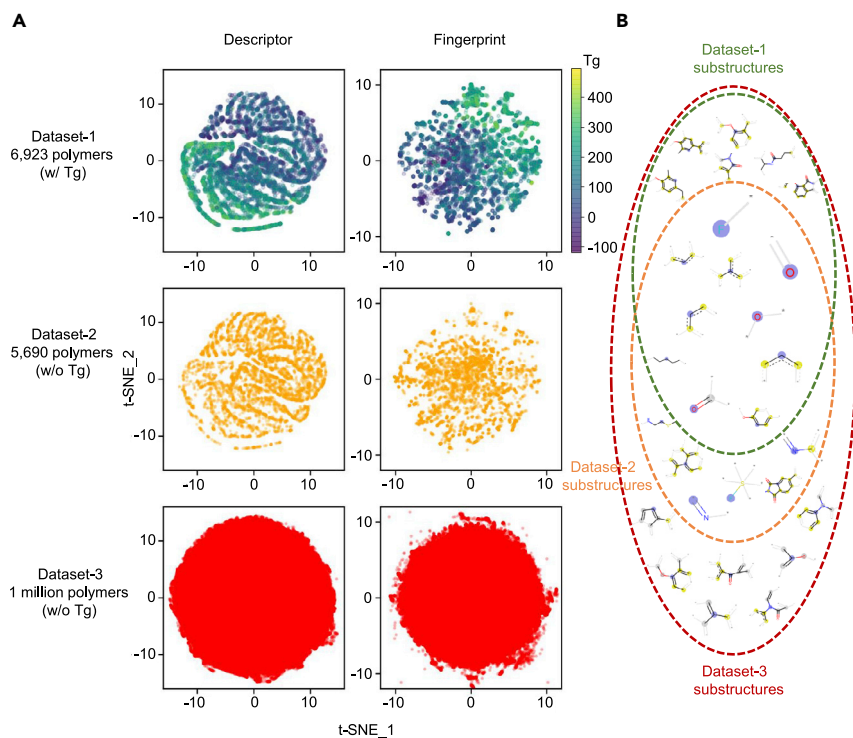 A
B
Descriptor
Fingerprint
Tg
Dataset-1
6,923 polymers
(w/ Tg)
10
0
-10
-10
0
10
10
0
-10
-10
0
10
400
300
200
100
0
-100
Dataset-2
5,690 polymers
(w/o Tg)
t-SNE_2
10
0
-10
-10
0
10
10
0
-10
-10
0
10
Dataset-3
1 million polymers
(w/o Tg)
10
0
-10
-10
0
10
10
0
-10
-10
0
10
t-SNE_1
Dataset-1
substructures
O
O
Dataset-2
substructures
N
Dataset-3
substructures